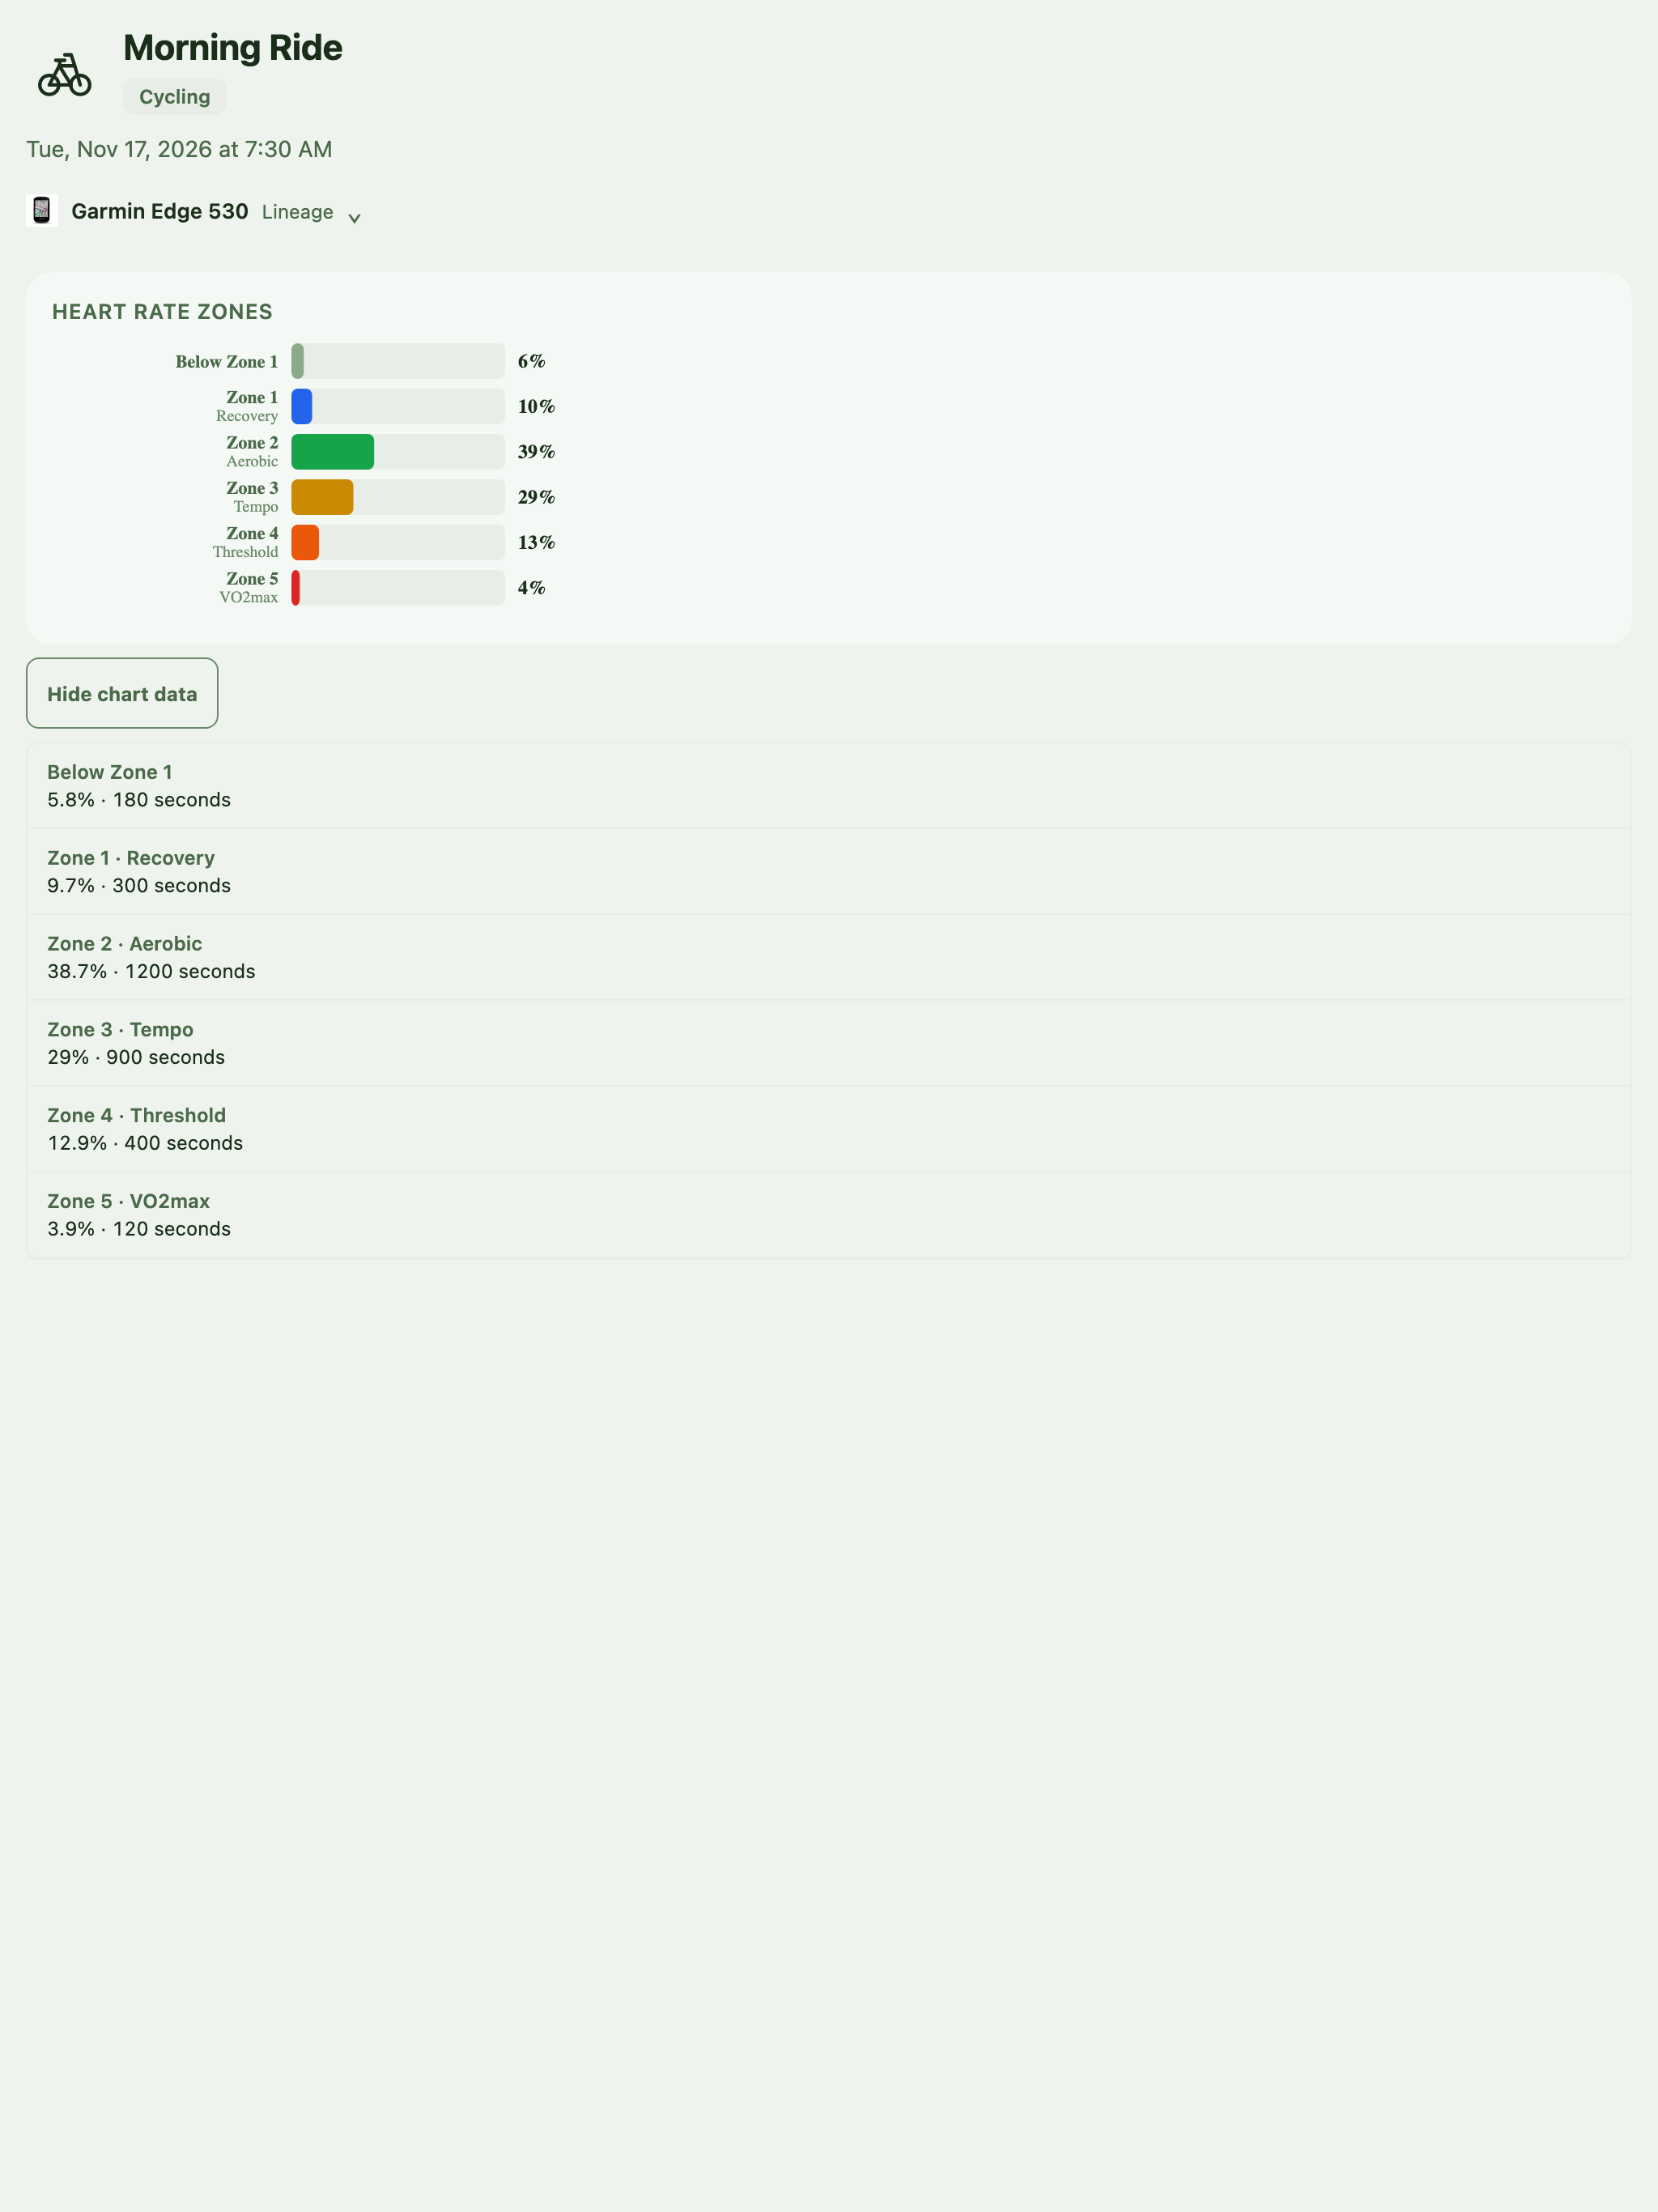 Morning Ride
Cycling
Tue, Nov 17, 2026 at 7:30 AM
Garmin Edge 530 Lineage
HEART RATE ZONES
Below Zone 1 6%
Zone 1
Recovery
10%
Zone 2
Aerobic
39%
Zone 3
Tempo
29%
Zone 4
Threshold
13%
Zone 5
VO2max
4%
Hide chart data
Below Zone 1
5.8% · 180 seconds
Zone 1 · Recovery
9.7% · 300 seconds
Zone 2 · Aerobic
38.7% · 1200 seconds
Zone 3 · Tempo
29% · 900 seconds
Zone 4 · Threshold
12.9% · 400 seconds
Zone 5 · VO2max
3.9% · 120 seconds